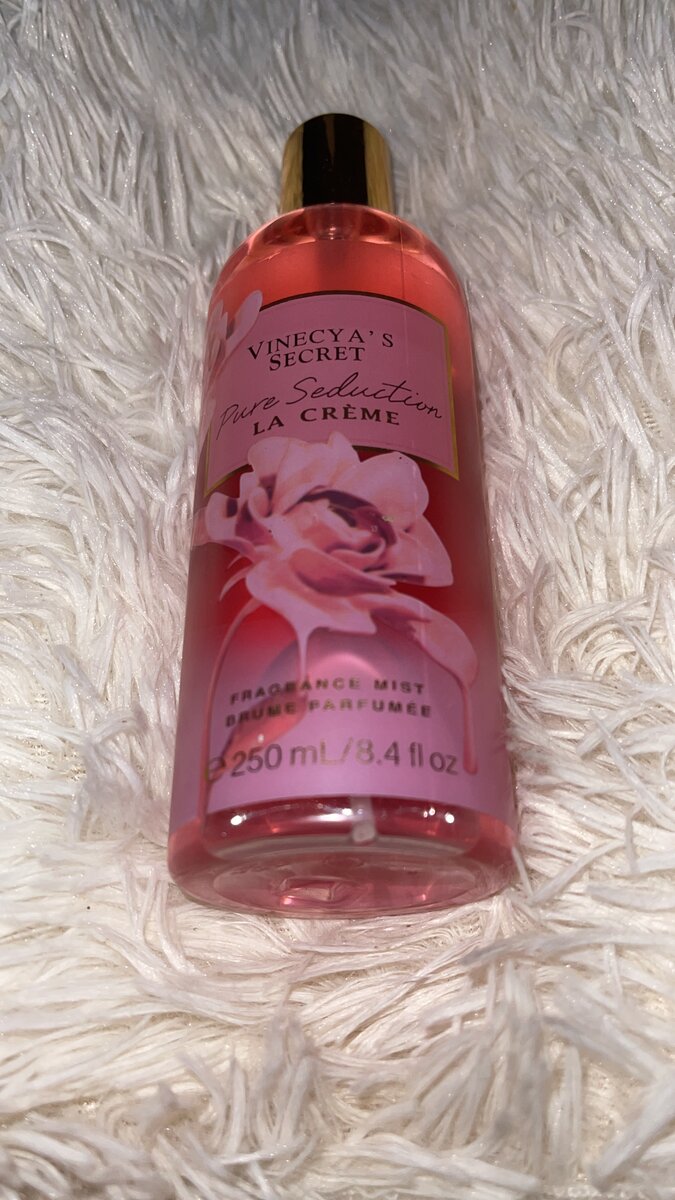 VINECYA'S
SECRET
Pure Seduction
LA CRÈME
FRAGRANCE MIST
BRUME PARFUMÉE
e 250 mL/8.4 fl oz